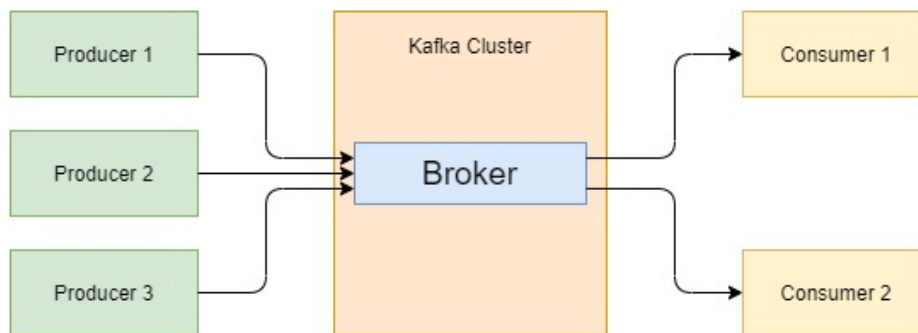 Producer 1
Producer 2
Producer 3
Kafka Cluster
Broker
Consumer 1
Consumer 2